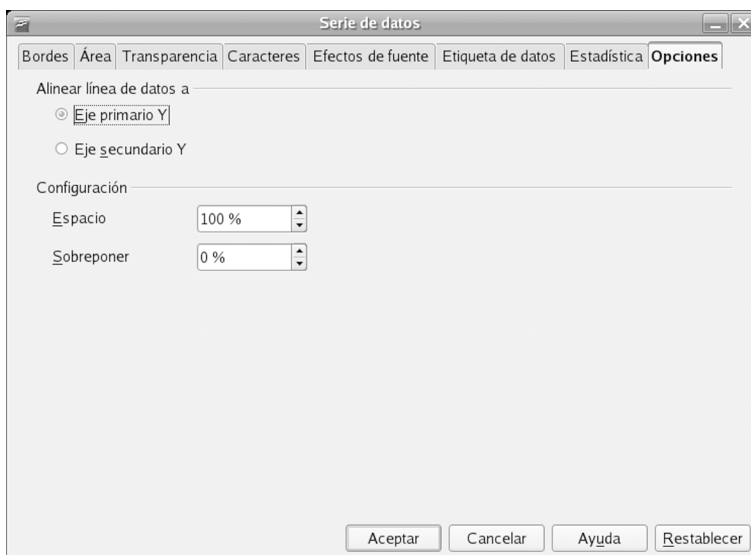 Serie de datos
Bordes Área Transparencia Caracteres Efectos de fuente Etiqueta de datos Estadística Opciones
Alinear línea de datos a
Eje primario Y
Eje secundario Y
Configuración
Espacio 100 %
Sobreponer 0 %
Aceptar Cancelar Ayuda Restablecer